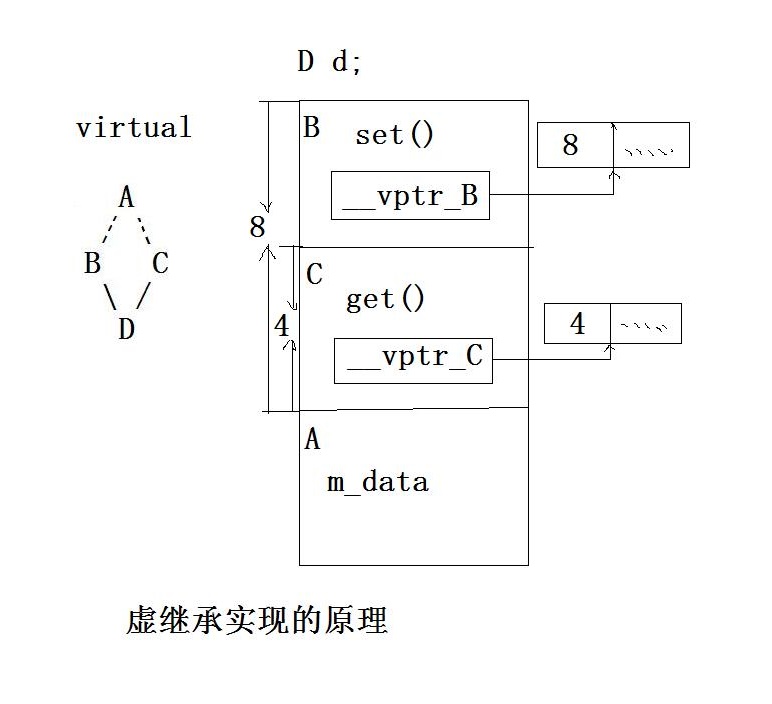 D d;
virtual
A
B C
D
B
set()
__vptr_B
8
8
C
get()
__vptr_C
4
4
A
m_data
虚继承实现的原理